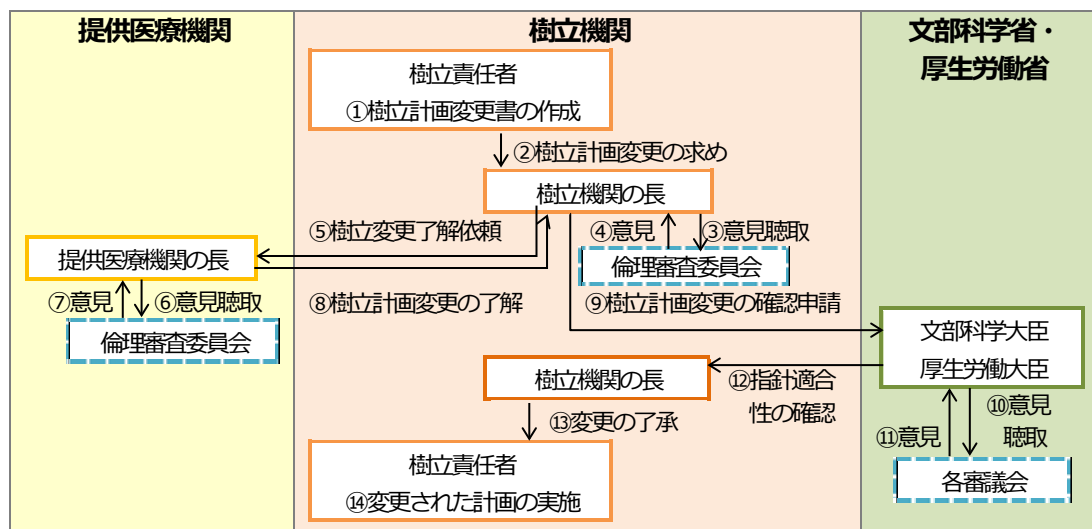 提供医療機関
樹立機関
文部科学省・
厚生労働省
樹立責任者
①樹立計画変更書の作成
②樹立計画変更の求め
樹立機関の長
⑤樹立変更了解依頼
④意見
③意見聴取
提供医療機関の長
倫理審査委員会
⑦意見
⑥意見聴取
⑧樹立計画変更の了解
⑨樹立計画変更の確認申請
倫理審査委員会
文部科学大臣
厚生労働大臣
樹立機関の長
⑫指針適合
性の確認
⑬変更の了承
⑩意見
聴取
⑪意見
樹立責任者
⑭変更された計画の実施
各審議会